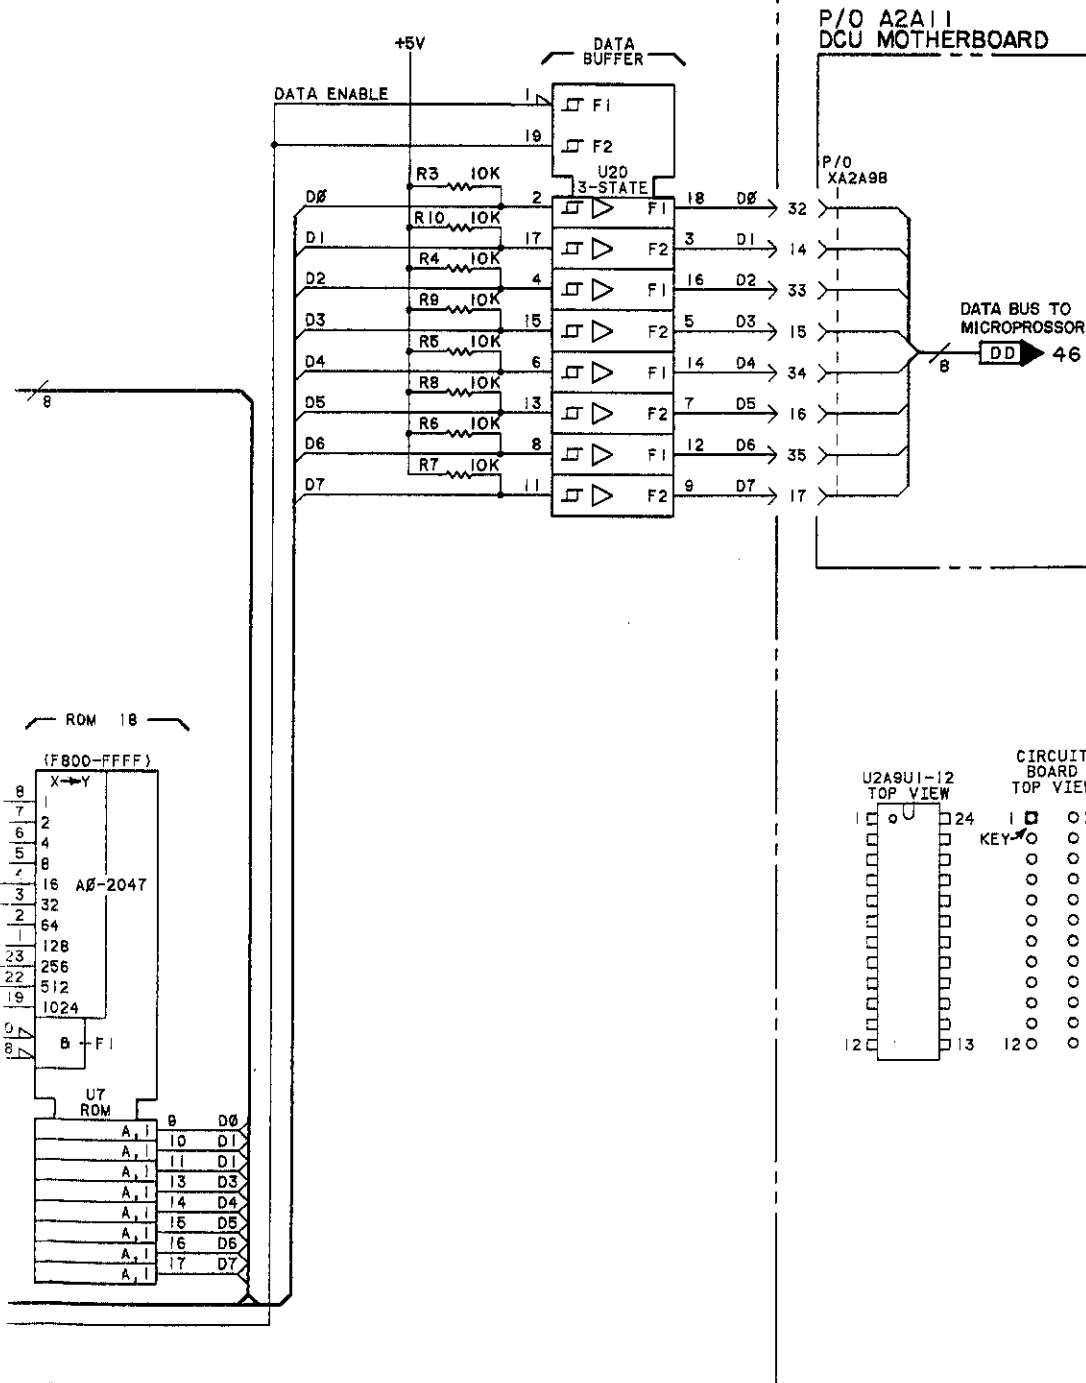 P/O A2A11
DCU MOTHERBOARD
+5V
DATA
BUFFER
DATA ENABLE
1
F1
19
F2
U20
3-STATE
P/O
XA2A9B
R3 10K
DØ 2 F1 18 DØ 32
R10 10K
D1 17 F2 3 D1 14
R4 10K
D2 4 F1 16 D2 33
R9 10K
D3 15 F2 5 D3 15
R5 10K
D4 6 F1 14 D4 34
R8 10K
D5 13 F2 7 D5 16
R6 10K
D6 8 F1 12 D6 35
R7 10K
D7 11 F2 9 D7 17
DATA BUS TO
MICROPROSSOR
8
DD 46
8
ROM 18
(F800-FFFF)
X→Y
8 1
7 2
6 4
5 8
16 AØ-2047
3 32
2 64
1 128
23 256
22 512
19 1024
& F1
U7
ROM
A,1 9 DØ
A,1 10 D1
A,1 11 D1
A,1 13 D3
A,1 14 D4
A,1 15 D5
A,1 16 D6
A,1 17 D7
U2A9U1-12
TOP VIEW
1 24
12 13
CIRCUIT
BOARD
TOP VIEW
1
KEY
12